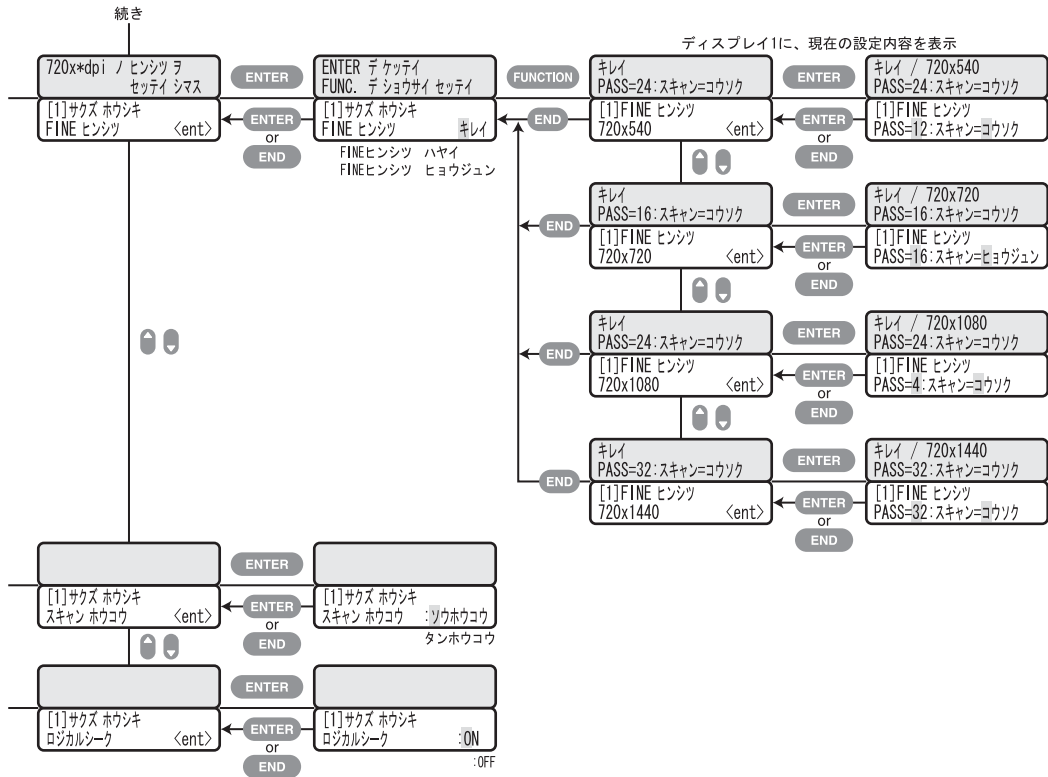 続き
ディスプレイ1に、現在の設定内容を表示
720x*dpi ノ ヒンシツ ヲ
セッテイ シマス
ENTER
ENTER デ ケッテイ
FUNC. デ ショウサイ セッテイ
FUNCTION
キレイ
PASS=24:スキャン=コウソク
ENTER
キレイ / 720x540
PASS=24:スキャン=コウソク
[1]サクズ ホウシキ
FINE ヒンシツ <ent>
ENTER
or
END
[1]サクズ ホウシキ
FINE ヒンシツ キレイ
FINEヒンシツ ハヤイ
FINEヒンシツ ヒョウジュン
END
[1]FINE ヒンシツ
720x540 <ent>
ENTER
or
END
[1]FINE ヒンシツ
PASS=12:スキャン=コウソク
キレイ
PASS=16:スキャン=コウソク
ENTER
キレイ / 720x720
PASS=16:スキャン=コウソク
END
[1]FINE ヒンシツ
720x720 <ent>
ENTER
or
END
[1]FINE ヒンシツ
PASS=16:スキャン=ヒョウジュン
キレイ
PASS=24:スキャン=コウソク
ENTER
キレイ / 720x1080
PASS=24:スキャン=コウソク
END
[1]FINE ヒンシツ
720x1080 <ent>
ENTER
or
END
[1]FINE ヒンシツ
PASS=4:スキャン=コウソク
キレイ
PASS=32:スキャン=コウソク
ENTER
キレイ / 720x1440
PASS=32:スキャン=コウソク
END
[1]FINE ヒンシツ
720x1440 <ent>
ENTER
or
END
[1]FINE ヒンシツ
PASS=32:スキャン=コウソク
ENTER
[1]サクズ ホウシキ
スキャン ホウコウ <ent>
ENTER
or
END
[1]サクズ ホウシキ
スキャン ホウコウ :ソウホウコウ
タンホウコウ
ENTER
[1]サクズ ホウシキ
ロジカルシーク <ent>
ENTER
or
END
[1]サクズ ホウシキ
ロジカルシーク :ON
:OFF